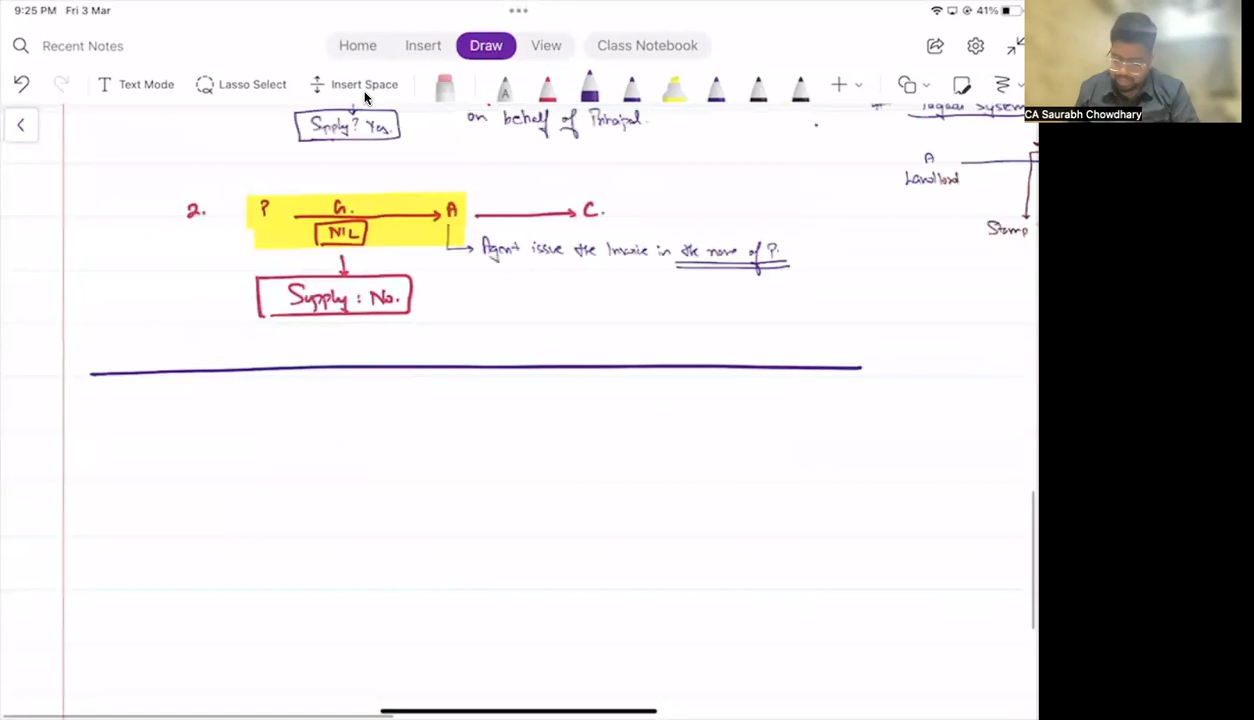 9:25 PM Fri 3 Mar
41%
Recent Notes
Home Insert Draw View Class Notebook
Text Mode Lasso Select Insert Space
A
CA Saurabh Chowdhary
Supply? Yes.
on behalf of Principal.
System
A
Landlord
Stamp
2. P G. A C.
NIL
Agent issue the Invoice in the name of P.
Supply : No.